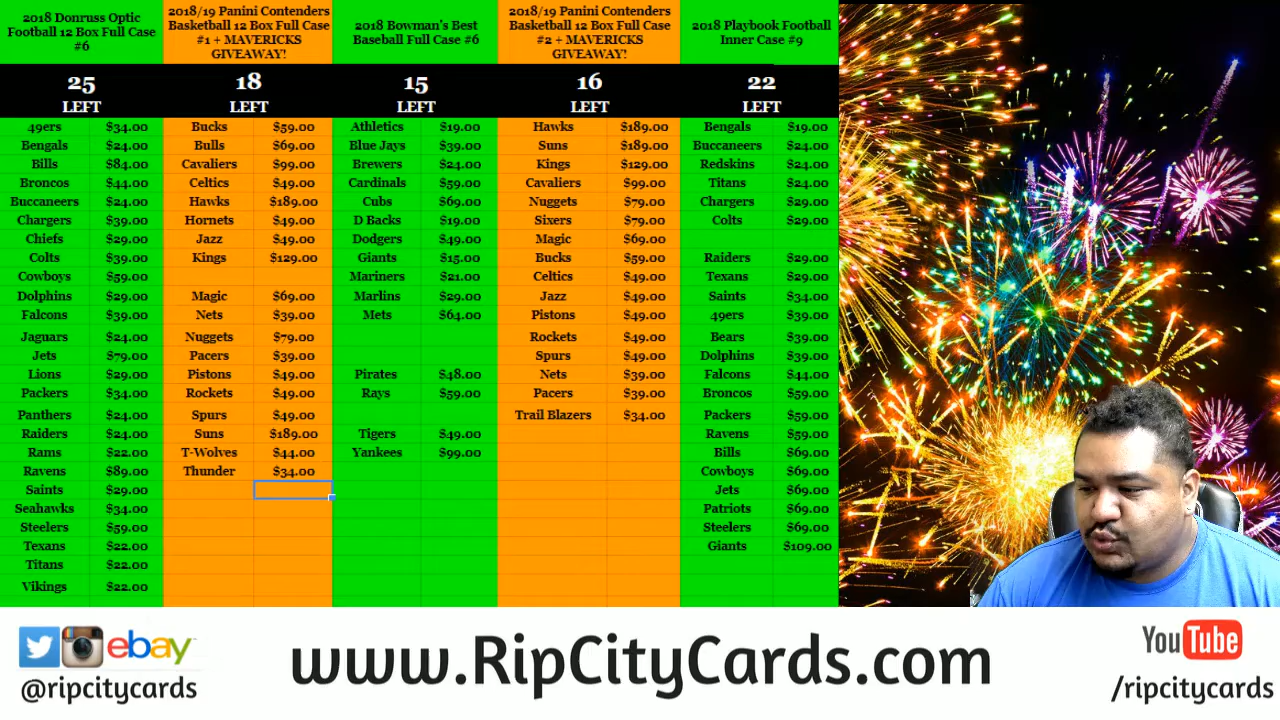 2018 Donruss Optic
Football 12 Box Full Case
#6
2018/19 Panini Contenders
Basketball 12 Box Full Case
#1 + MAVERICKS
GIVEAWAY!
2018 Bowman's Best
Baseball Full Case #6
2018/19 Panini Contenders
Basketball 12 Box Full Case
#2 + MAVERICKS
GIVEAWAY!
2018 Playbook Football
Inner Case #9
25 18 15 16 22
LEFT LEFT LEFT LEFT LEFT
49ers $34.00 Bucks $59.00 Athletics $19.00 Hawks $189.00 Bengals $19.00
Bengals $24.00 Bulls $69.00 Blue Jays $39.00 Suns $189.00 Buccaneers $24.00
Bills $84.00 Cavaliers $99.00 Brewers $24.00 Kings $129.00 Redskins $24.00
Broncos $44.00 Celtics $49.00 Cardinals $59.00 Cavaliers $99.00 Titans $24.00
Buccaneers $24.00 Hawks $189.00 Cubs $69.00 Nuggets $79.00 Chargers $29.00
Chargers $39.00 Hornets $49.00 D Backs $19.00 Sixers $79.00 Colts $29.00
Chiefs $29.00 Jazz $49.00 Dodgers $49.00 Magic $69.00
Colts $39.00 Kings $129.00 Giants $15.00 Bucks $59.00 Raiders $29.00
Cowboys $59.00 Mariners $21.00 Celtics $49.00 Texans $29.00
Dolphins $29.00 Magic $69.00 Marlins $29.00 Jazz $49.00 Saints $34.00
Falcons $39.00 Nets $39.00 Mets $64.00 Pistons $49.00 49ers $39.00
Jaguars $24.00 Nuggets $79.00 Rockets $49.00 Bears $39.00
Jets $79.00 Pacers $39.00 Spurs $49.00 Dolphins $39.00
Lions $29.00 Pistons $49.00 Pirates $48.00 Nets $39.00 Falcons $44.00
Packers $34.00 Rockets $49.00 Rays $59.00 Pacers $39.00 Broncos $59.00
Panthers $24.00 Spurs $49.00 Trail Blazers $34.00 Packers $59.00
Raiders $24.00 Suns $189.00 Tigers $49.00 Ravens $59.00
Rams $22.00 T-Wolves $44.00 Yankees $99.00 Bills $69.00
Ravens $89.00 Thunder $34.00 Cowboys $69.00
Saints $29.00 Jets $69.00
Seahawks $34.00 Patriots $69.00
Steelers $59.00 Steelers $69.00
Texans $22.00 Giants $109.00
Titans $22.00
Vikings $22.00
ebay
@ripcitycards
www.RipCityCards.com
YouTube
/ripcitycards